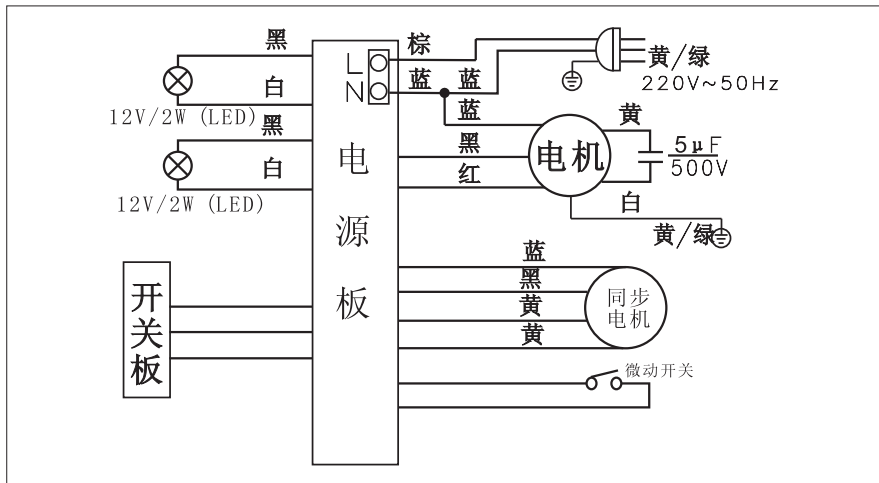 黑
白
12V/2W (LED)
黑
白
12V/2W (LED)
开关板
L
N
电源板
棕
蓝
蓝
蓝
黑
红
黄/绿
220V~50Hz
电机
黄
5μF
500V
白
黄/绿
蓝
黑
黄
黄
同步
电机
微动开关